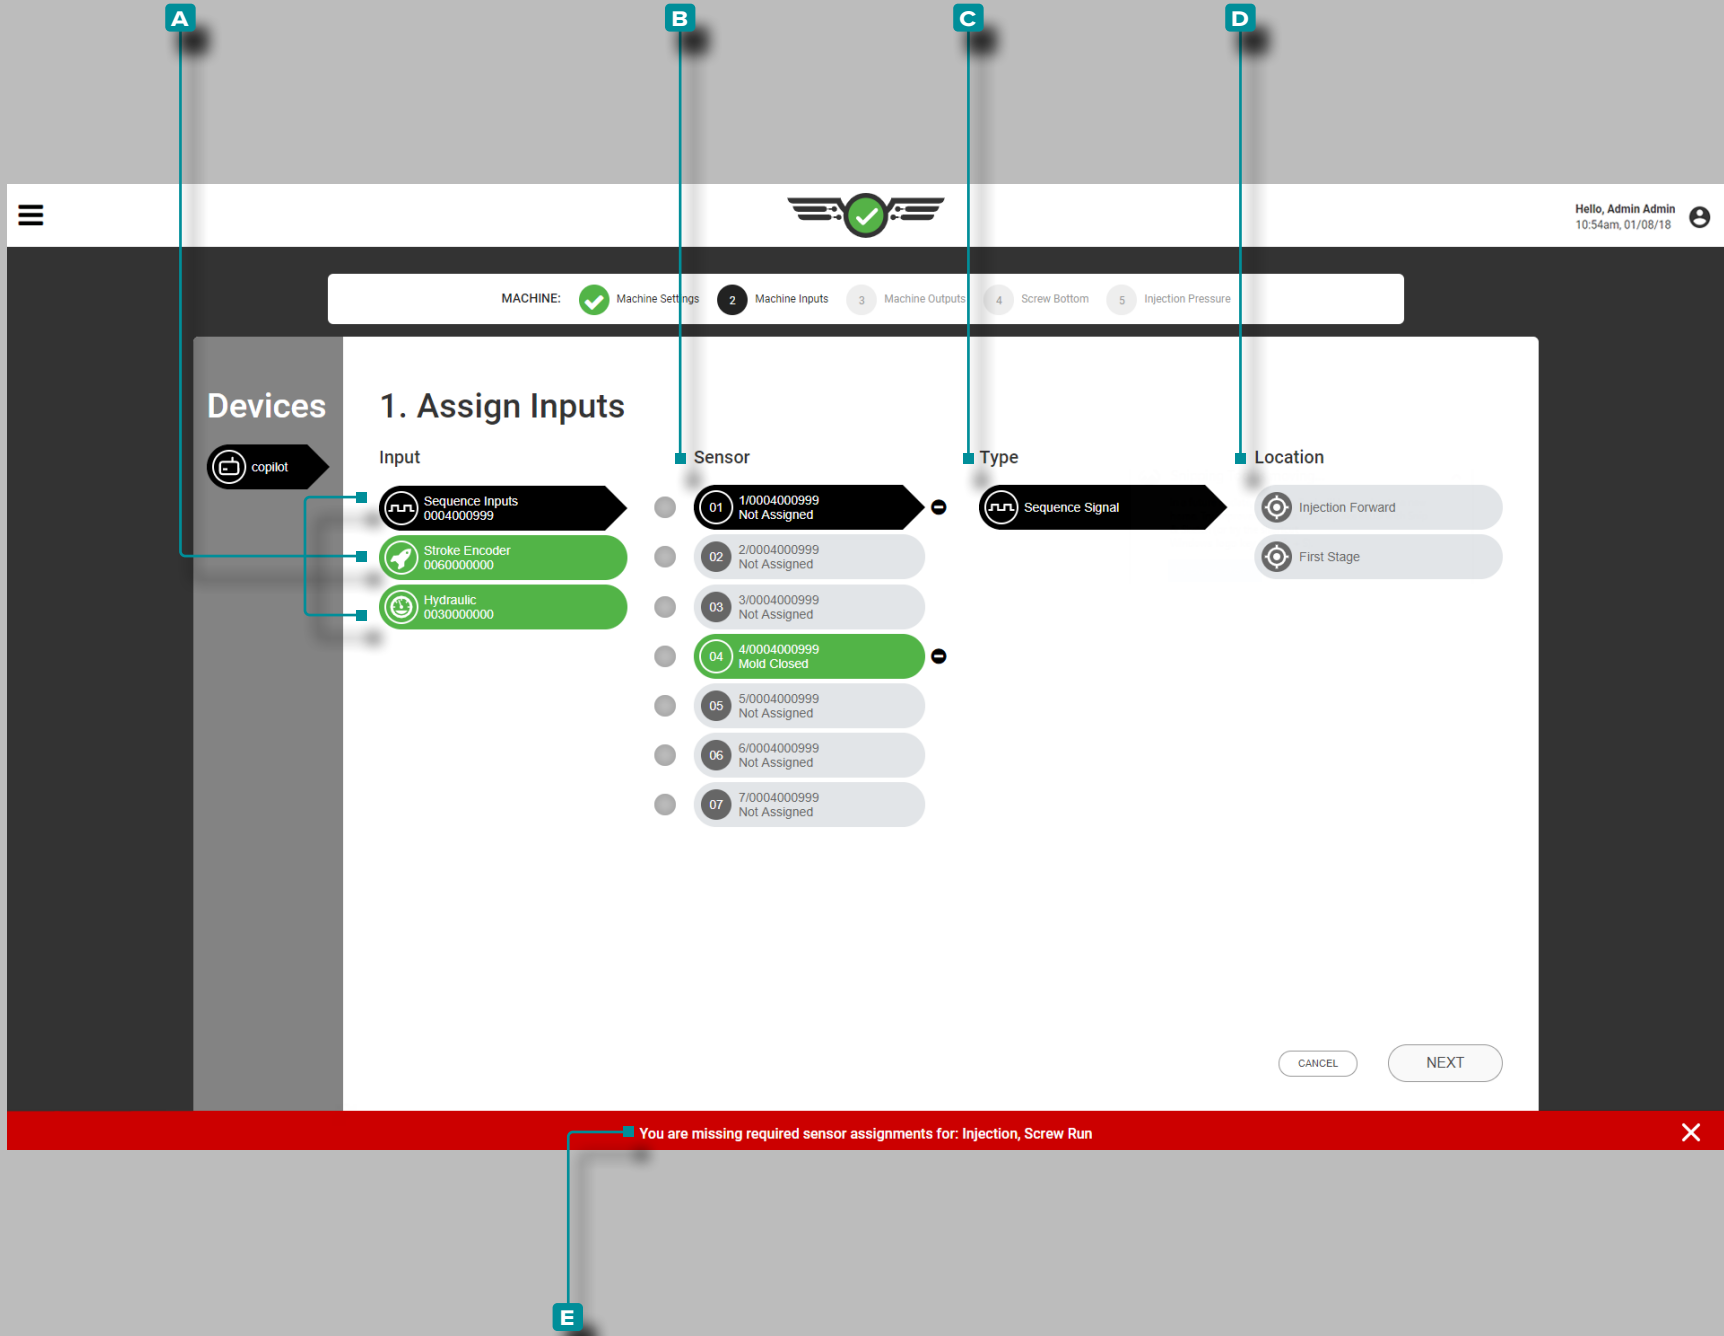 A
B
C
D
Hello, Admin Admin
10:54am, 01/08/18
MACHINE:
Machine Settings
2
Machine Inputs
3
Machine Outputs
4
Screw Bottom
5
Injection Pressure
Devices
copilot
1. Assign Inputs
Input
Sensor
Type
Location
Sequence Inputs
0004000999
Stroke Encoder
0060000000
Hydraulic
0030000000
01
1/0004000999
Not Assigned
02
2/0004000999
Not Assigned
03
3/0004000999
Not Assigned
04
4/0004000999
Mold Closed
05
5/0004000999
Not Assigned
06
6/0004000999
Not Assigned
07
7/0004000999
Not Assigned
Sequence Signal
Injection Forward
First Stage
CANCEL
NEXT
You are missing required sensor assignments for: Injection, Screw Run
E